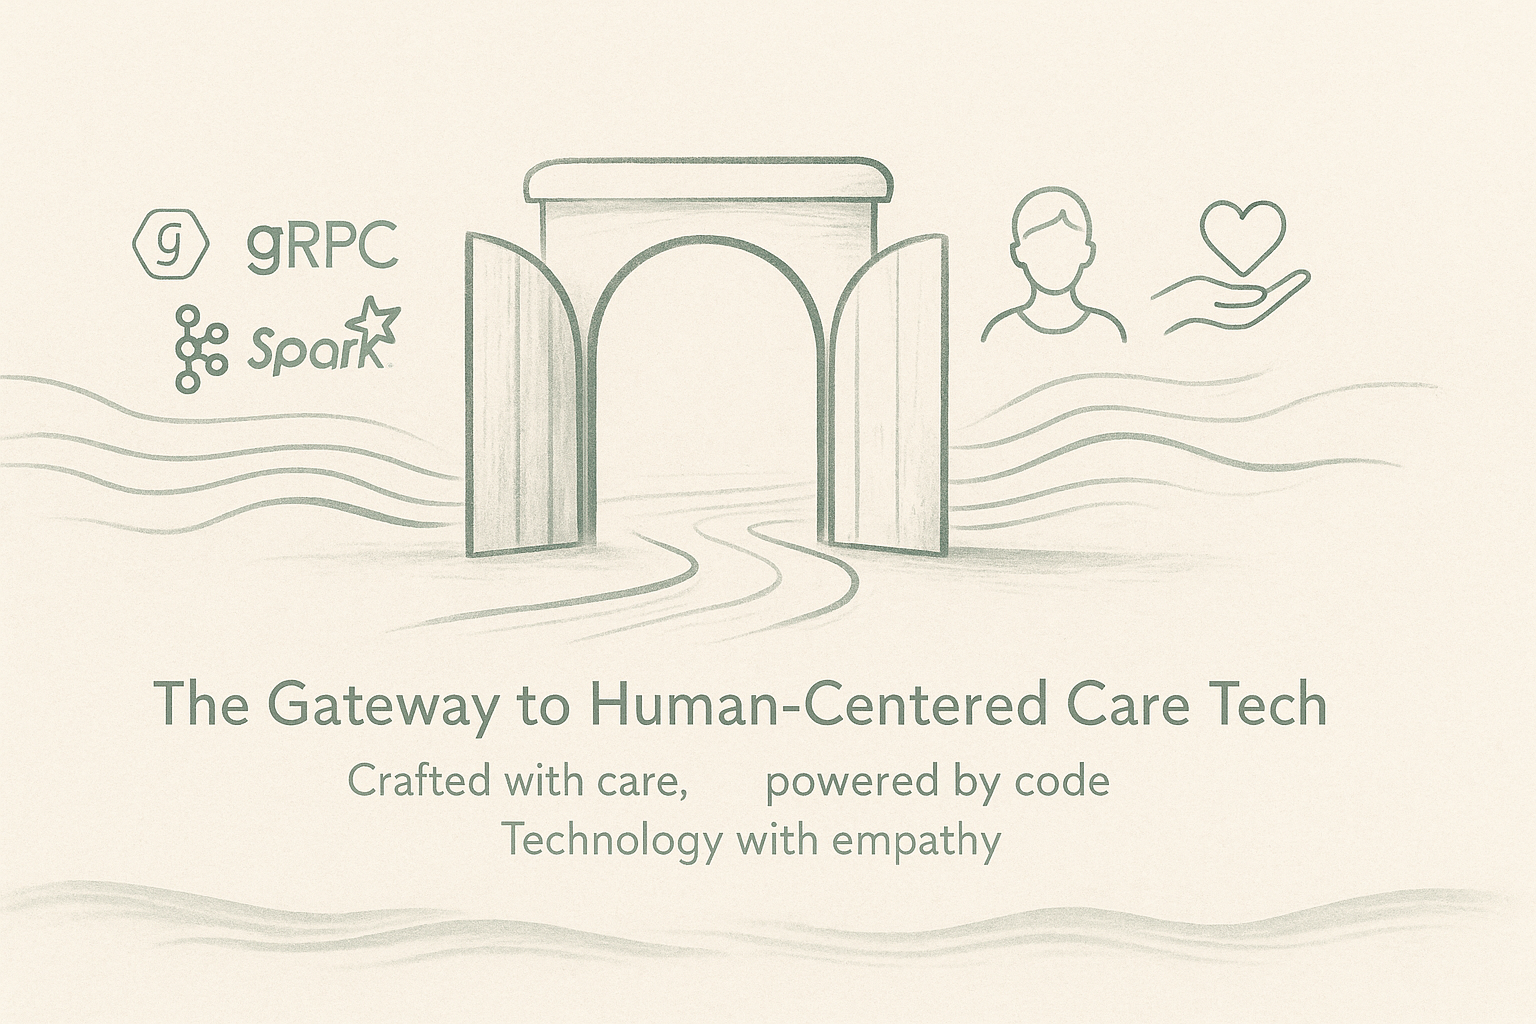 g gRPC
Spark
The Gateway to Human-Centered Care Tech
Crafted with care, powered by code
Technology with empathy